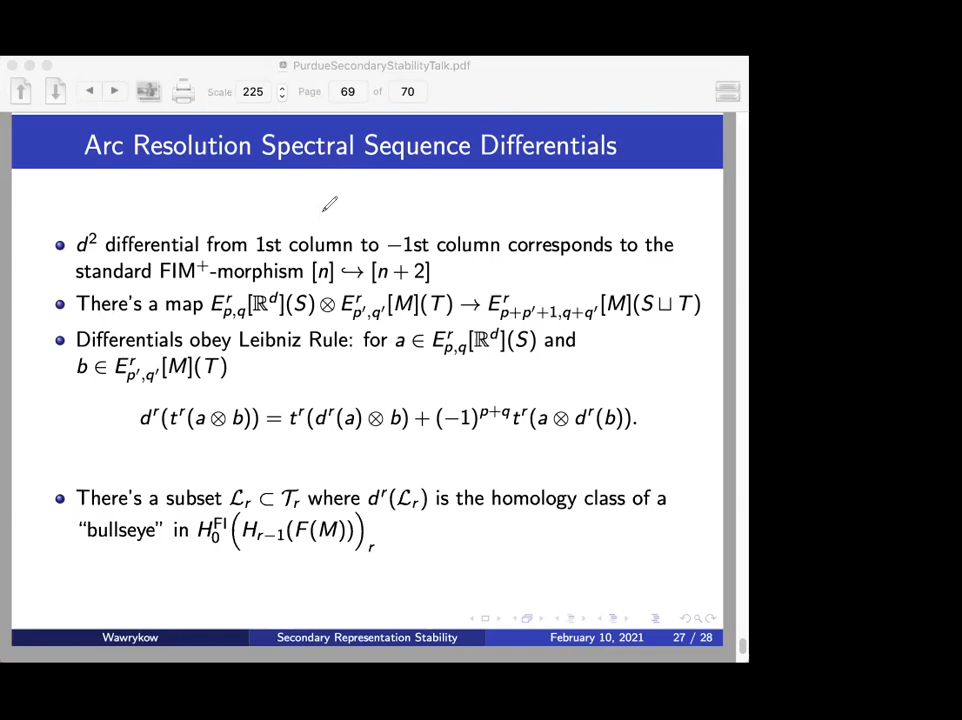 PurdueSecondaryStabilityTalk.pdf
Scale 225 Page 69 of 70
Arc Resolution Spectral Sequence Differentials
d² differential from 1st column to −1st column corresponds to the
standard FIM⁺-morphism [n] ↪ [n + 2]
There's a map E^r_{p,q}[ℝ^d](S) ⊗ E^r_{p′,q′}[M](T) → E^r_{p+p′+1,q+q′}[M](S ⊔ T)
Differentials obey Leibniz Rule: for a ∈ E^r_{p,q}[ℝ^d](S) and
b ∈ E^r_{p′,q′}[M](T)
d^r(t^r(a ⊗ b)) = t^r(d^r(a) ⊗ b) + (−1)^{p+q}t^r(a ⊗ d^r(b)).
There's a subset ℒ_r ⊂ 𝒯_r where d^r(ℒ_r) is the homology class of a
“bullseye” in H_0^{FI}(H_{r−1}(F(M)))_r
Wawrykow Secondary Representation Stability February 10, 2021 27 / 28